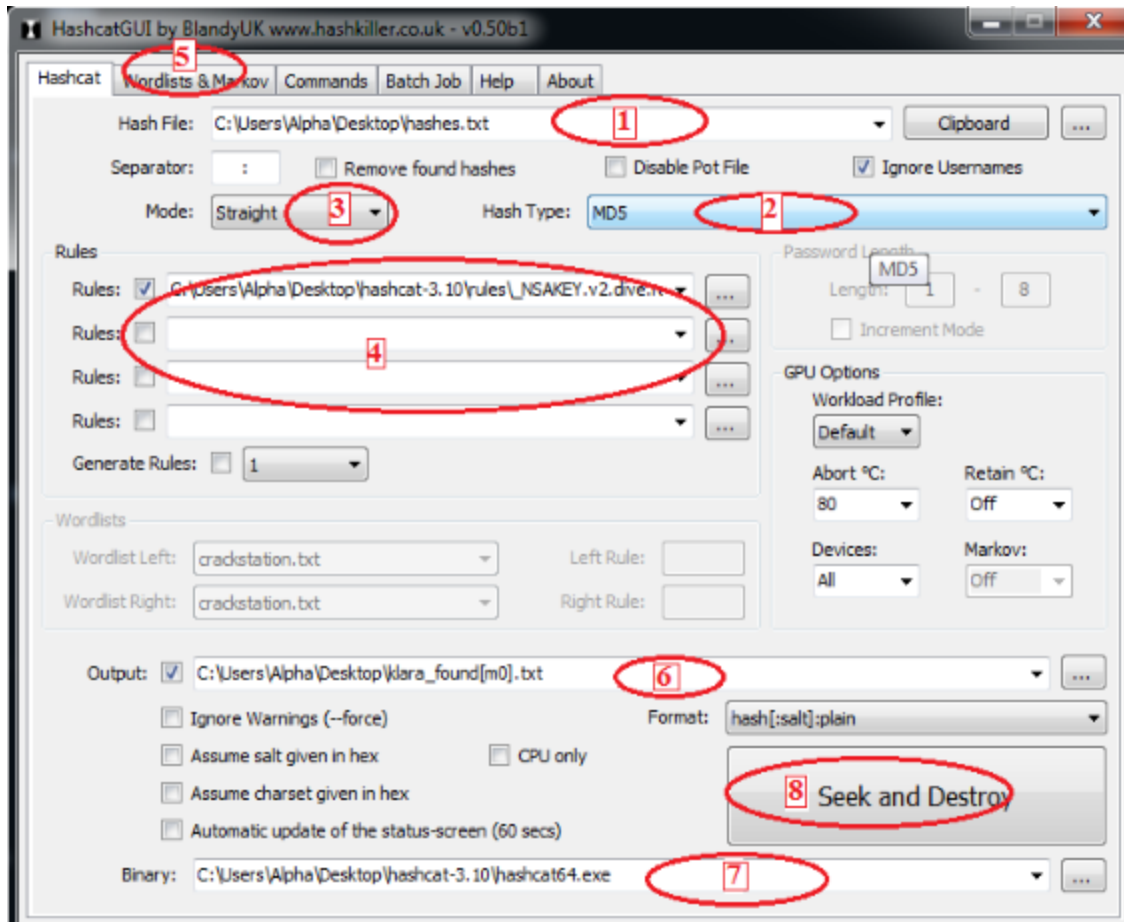 HashcatGUI by BlandyUK www.hashkiller.co.uk - v0.50b1
5
Hashcat Wordlists & Markov Commands Batch Job Help About
Hash File: C:\Users\Alpha\Desktop\hashes.txt 1 Clipboard ...
Separator: : Remove found hashes Disable Pot File Ignore Usernames
Mode: Straight 3 Hash Type: MD5 2
Rules Password Length
MD5
Rules: C:\Users\Alpha\Desktop\hashcat-3.10\rules\_NSAKEY.v2.dive.r ... Length: 1 - 8
Rules: ... Increment Mode
4
Rules: ... GPU Options
Workload Profile:
Rules: ... Default
Generate Rules: 1
Abort ºC: Retain ºC:
80 Off
Wordlists
Wordlist Left: crackstation.txt Left Rule: Devices: Markov:
All Off
Wordlist Right: crackstation.txt Right Rule:
Output: C:\Users\Alpha\Desktop\klara_found[m0].txt 6 ...
Ignore Warnings (--force) Format: hash[:salt]:plain
Assume salt given in hex CPU only
8 Seek and Destroy
Assume charset given in hex
Automatic update of the status-screen (60 secs)
Binary: C:\Users\Alpha\Desktop\hashcat-3.10\hashcat64.exe 7 ...